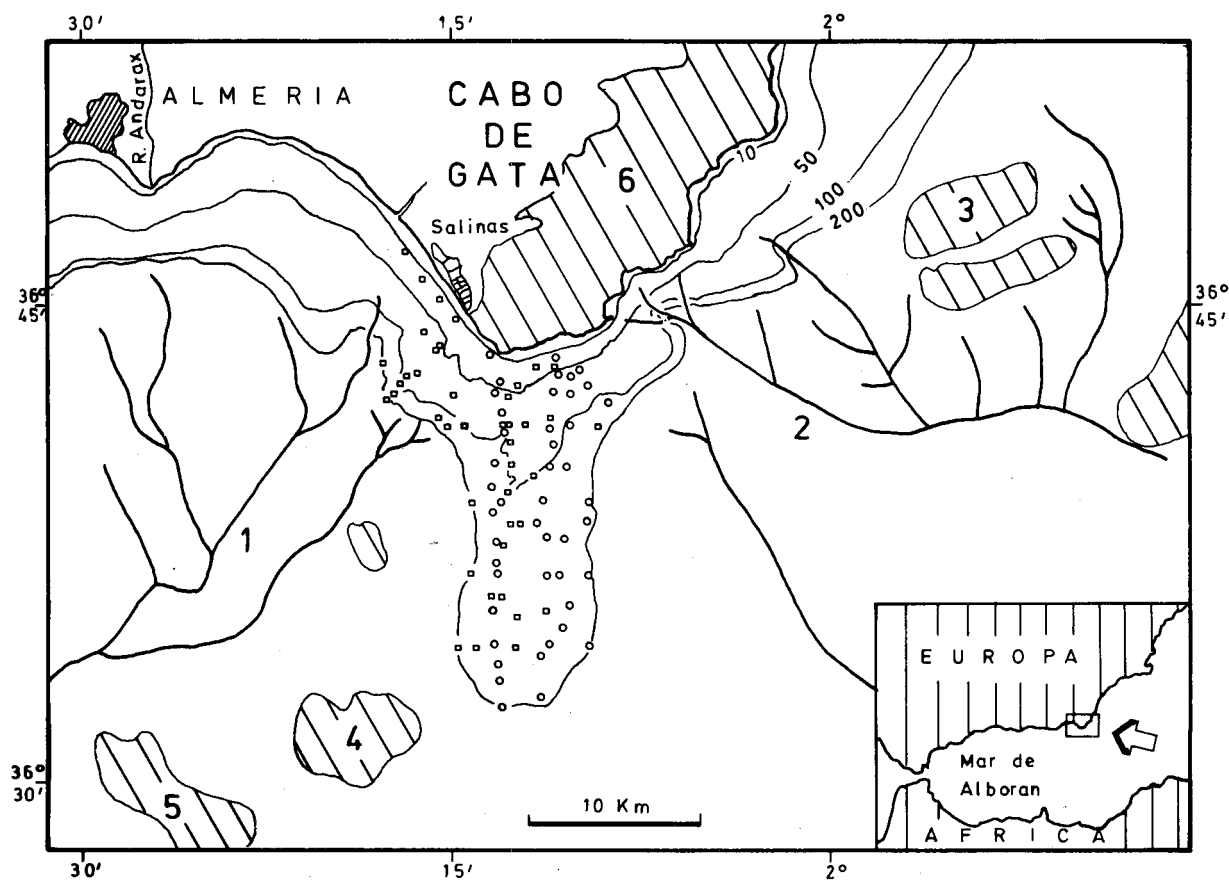 30′ 15′ 2°
R. Andarax
ALMERIA
CABO
DE
GATA
Salinas
6
10
50
100
200
3
36°
45′
36°
45′
2
1
4
5
36°
30′
10 Km
EUROPA
Mar de
Alboran
AFRICA
30′ 15′ 2°